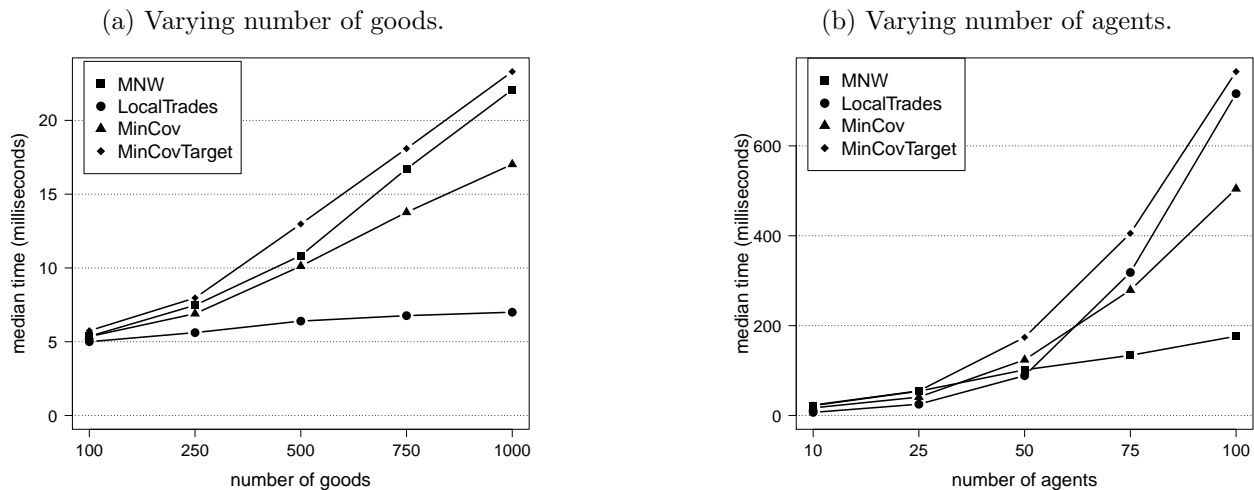 (a) Varying number of goods.
MNW
LocalTrades
MinCov
MinCovTarget
median time (milliseconds)
20
15
10
5
0
100
250
500
750
1000
number of goods
(b) Varying number of agents.
MNW
LocalTrades
MinCov
MinCovTarget
median time (milliseconds)
600
400
200
0
10
25
50
75
100
number of agents